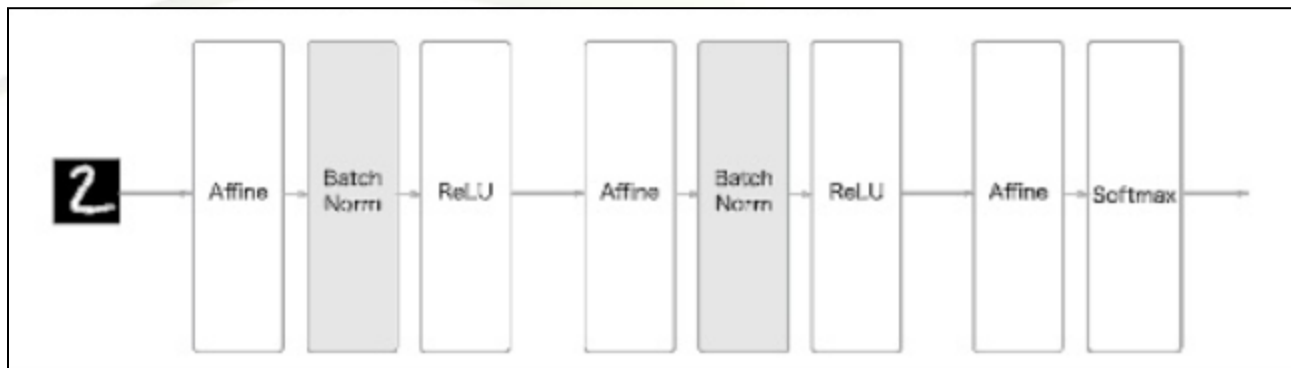 2
Affine
Batch
Norm
ReLU
Affine
Batch
Norm
ReLU
Affine
Softmax